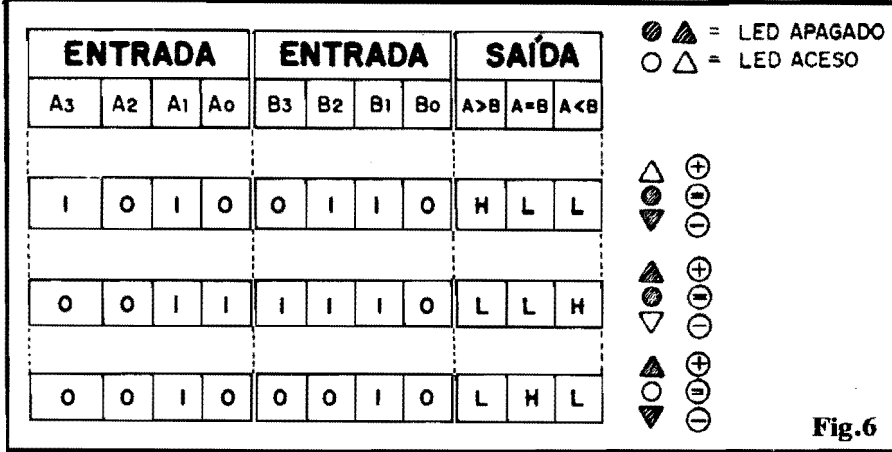 ENTRADA ENTRADA SAÍDA = LED APAGADO
= LED ACESO
A3 A2 A1 A0 B3 B2 B1 B0 A>B A=B A<B
1 0 1 0 0 1 1 0 H L L + = −
0 0 1 1 1 1 1 0 L L H + = −
0 0 1 0 0 0 1 0 L H L + = −
Fig.6